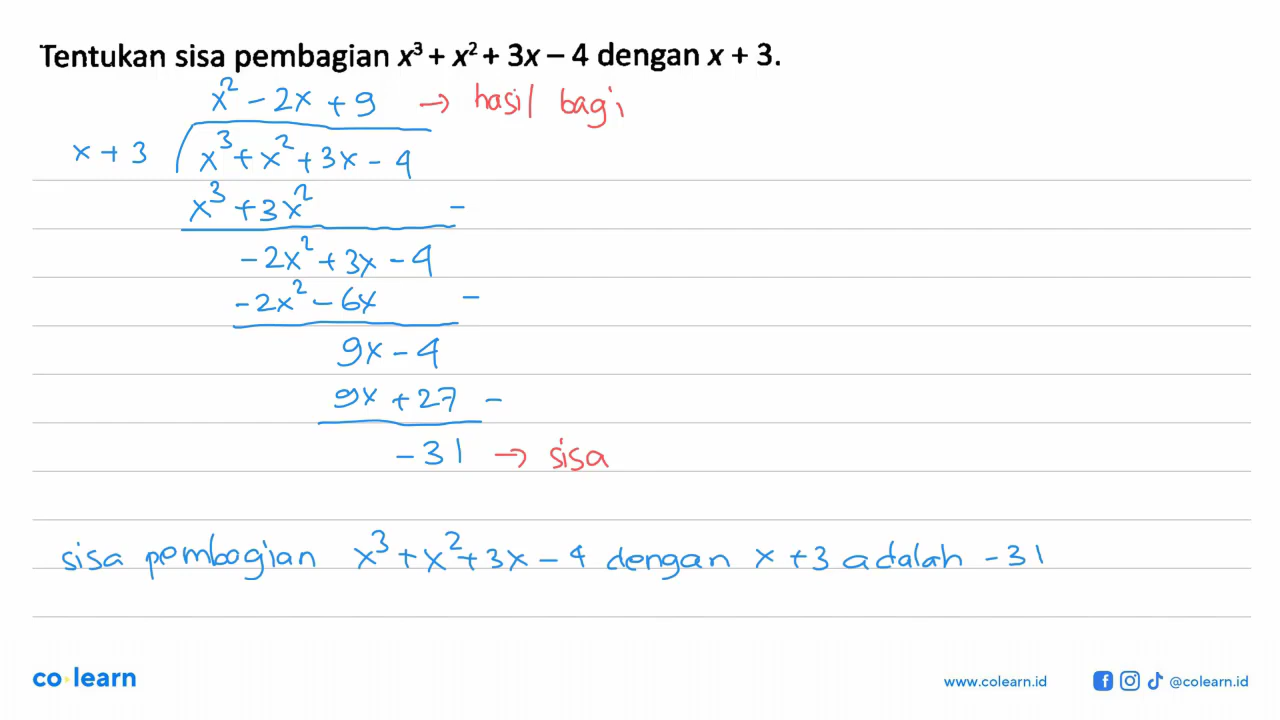 Tentukan sisa pembagian x³ + x² + 3x – 4 dengan x + 3.
x² - 2x + 9 → hasil bagi
x + 3 x³ + x² + 3x - 4
x³ + 3x² -
-2x² + 3x - 4
-2x² - 6x -
9x - 4
9x + 27 -
-31 → sisa
sisa pembagian x³ + x² + 3x - 4 dengan x + 3 adalah -31
co·learn www.colearn.id @colearn.id